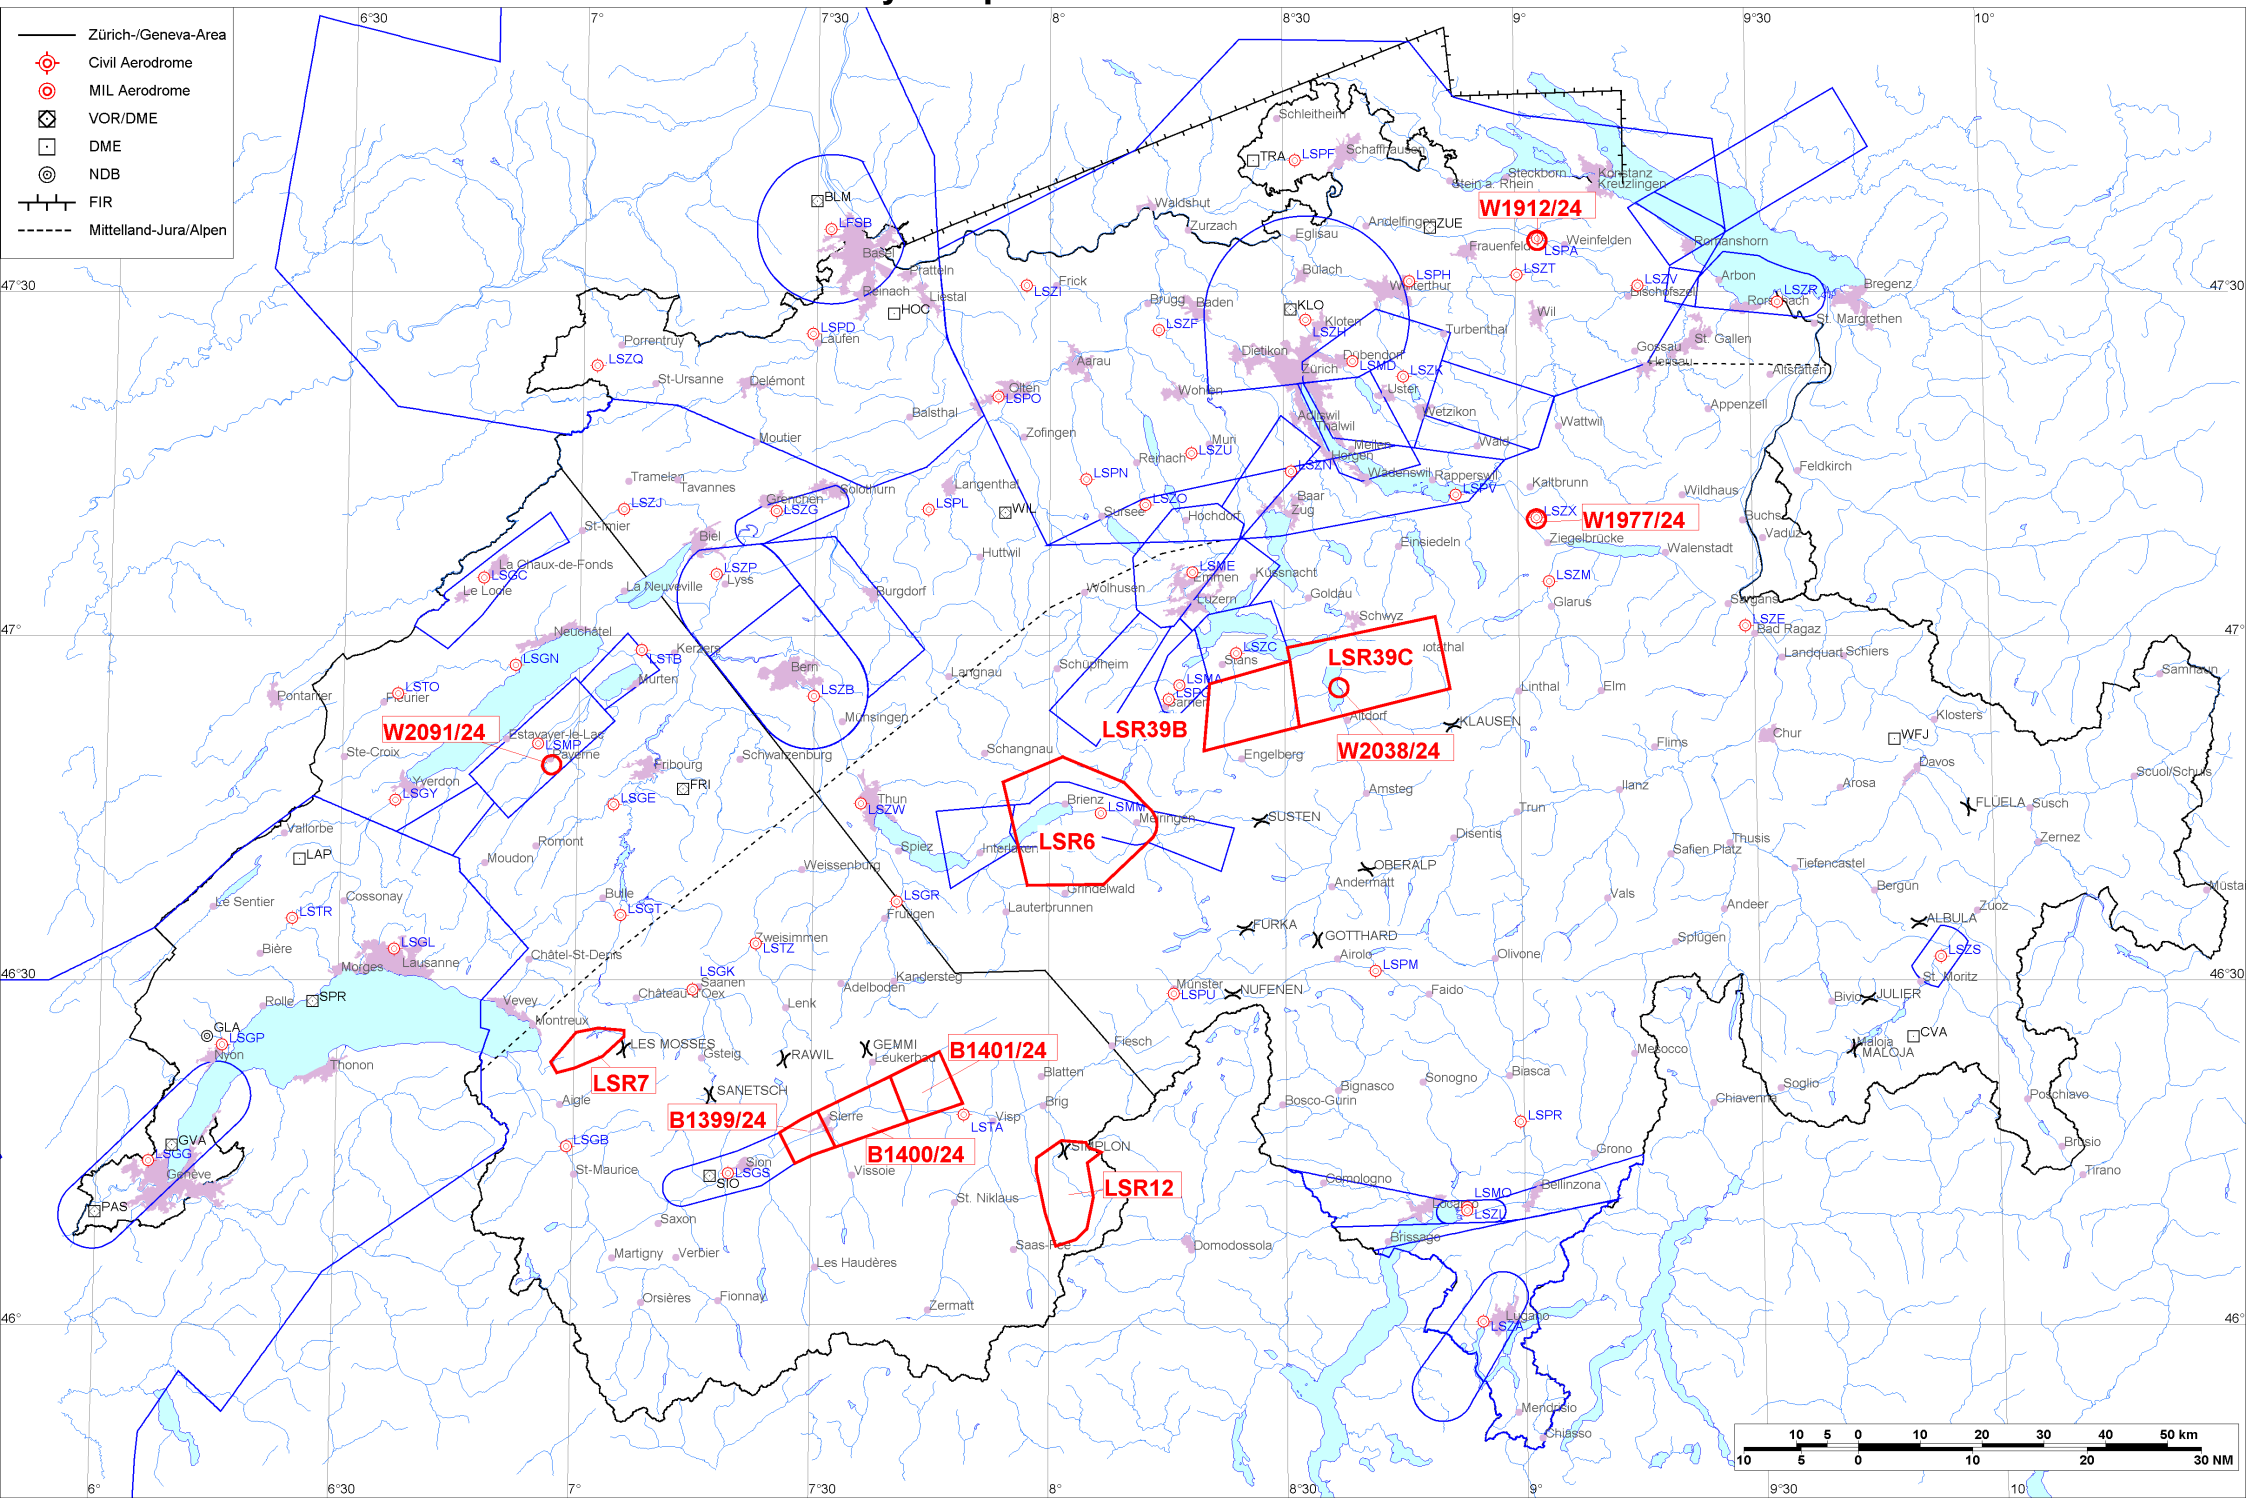 6°30
7°
7°30
8°
8°30
9°
9°30
10°
Zürich-/Geneva-Area
Civil Aerodrome
MIL Aerodrome
VOR/DME
DME
NDB
FIR
Mittelland-Jura/Alpen
Schleitheim
TRA
LSPF
Schaffhausen
Steckborn
Konstanz
Kreuzlingen
Stein a. Rhein
BLM
LFSB
Basel
Waldshut
Zurzach
Eglisau
Andelfingen
ZUE
W1912/24
Frauenfeld
Weinfelden
LSPA
Romanshorn
Pratteln
Reinach
Liestal
HOC
LSZI
Frick
Bülach
LSPH
Winterthur
LSZT
LSZV
Bischofszell
Arbon
LSZR
Rorschach
Bregenz
47°30
47°30
St. Margrethen
LSPD
Laufen
Brugg
Baden
LSZF
KLO
Kloten
LSZH
Turbenthal
Wil
Gossau
St. Gallen
Herisau
Altstätten
Porrentruy
LSZQ
St-Ursanne
Delémont
Aarau
Dietikon
Zürich
Dübendorf
LSMD
LSZK
Uster
Wetzikon
Olten
LSPO
Balsthal
Wohlen
Adliswil
Thalwil
Appenzell
Wattwil
Moutier
Zofingen
Muri
LSZU
Reinach
Meilen
Horgen
Wald
Tramelan
Tavannes
LSPN
LSZN
Wädenswil
Rapperswil
LSPV
Kaltbrunn
Wildhaus
Feldkirch
Grenchen
Solothurn
LSZG
LSZJ
Langenthal
LSPL
WIL
Sursee
LSZO
Hochdorf
Baar
Zug
LSZX
W1977/24
Buchs
Vaduz
St-Imier
Biel
Huttwil
Einsiedeln
Ziegelbrücke
Walenstadt
La Chaux-de-Fonds
LSGC
Le Locle
LSZP
Lyss
La Neuveville
Burgdorf
Wolhusen
LSME
Emmen
Luzern
Küssnacht
Goldau
LSZM
Glarus
Sargans
LSZE
Bad Ragaz
Schwyz
47°
47°
Neuchâtel
LSGN
Kerzers
LSTB
Murten
Bern
LSZB
Langnau
Schüpfheim
LSZC
Stans
LSR39C
Landquart
Schiers
Samnaun
Pontarlier
LSTO
Fleurier
LSMA
LSPG
Linthal
Elm
W2091/24
Estavayer-le-Lac
LSMP
Payerne
Münsingen
LSR39B
Altdorf
KLAUSEN
Klosters
Ste-Croix
Schwarzenburg
Schangnau
Engelberg
W2038/24
Flims
Chur
WFJ
Davos
Yverdon
LSGY
Fribourg
FRI
LSGE
Thun
LSZW
Brienz
LSMM
Meiringen
LSR6
Interlaken
Amsteg
SUSTEN
Trun
Ilanz
Arosa
Scuol/Schuls
FLUELA
Susch
Zernez
Vallorbe
LAP
Romont
Moudon
Spiez
Weissenburg
Disentis
Thusis
Safien Platz
Tiefencastel
OBERALP
Andermatt
Grindelwald
Vals
Bergün
Müsta
Le Sentier
Cossonay
LSTR
Bulle
LSGT
LSGR
Frutigen
Lauterbrunnen
Andeer
Zuoz
ALBULA
FURKA
GOTTHARD
Splügen
Bière
LSGL
Lausanne
Morges
Châtel-St-Denis
Zweisimmen
LSTZ
Airolo
LSPM
Olivone
LSZS
St. Moritz
46°30
46°30
Rolle
SPR
Vevey
Montreux
Château-d'Oex
LSGK
Saanen
Lenk
Adelboden
Kandersteg
Münster
LSPU
NUFENEN
Faido
Bivio
JULIER
GLA
LSGP
Nyon
Thonon
LES MOSSES
LSR7
Gsteig
RAWIL
GEMMI
Leukerbad
B1401/24
Fiesch
Blatten
Mesocco
CVA
Maloja
MALOJA
Aigle
SANETSCH
B1399/24
Sierre
B1400/24
LSTA
Visp
Brig
Bignasco
Sonogno
Biasca
Bosco-Gurin
Chiavenna
Soglio
Poschiavo
LSPR
GVA
LSGG
Genève
PAS
LSGB
St-Maurice
Sion
LSGS
SIO
Vissoie
St. Niklaus
SIMPLON
LSR12
Comologno
Grono
Bellinzona
Brusio
Tirano
LSMO
Locarno
LSZL
Saxon
Martigny
Verbier
Les Haudères
Saas-Fee
Domodossola
Brissago
Orsières
Fionnay
Zermatt
46°
46°
Lugano
LSZA
Mendrisio
Chiasso
10 5 0 10 20 30 40 50 km
10 5 0 10 20 30 NM
6°
6°30
7°
7°30
8°
8°30
9°
9°30
10°